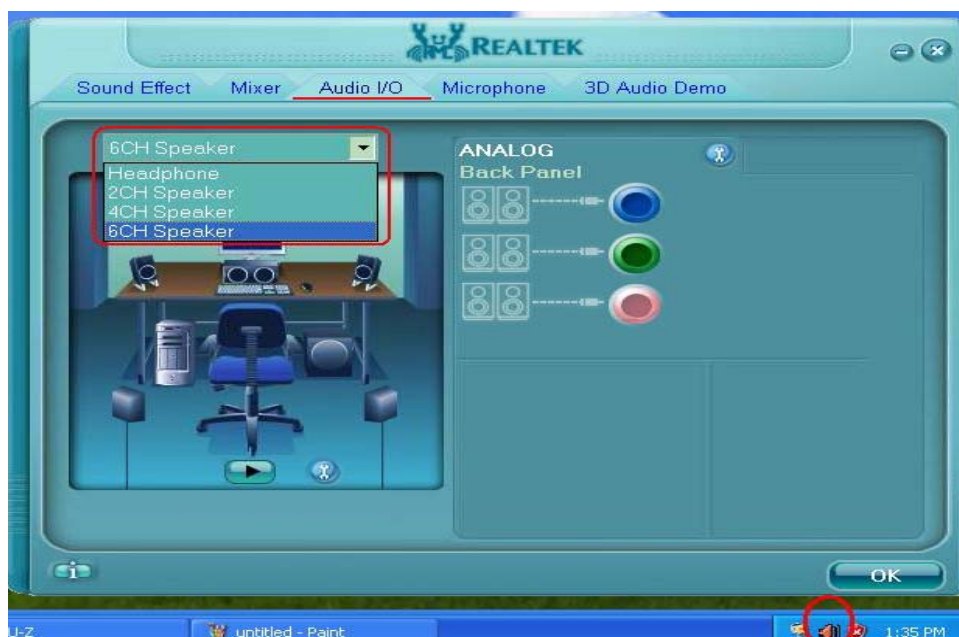 REALTEK
Sound Effect Mixer Audio I/O Microphone 3D Audio Demo
6CH Speaker
Headphone
2CH Speaker
4CH Speaker
6CH Speaker
ANALOG
Back Panel
OK
U-Z untitled - Paint 1:35 PM